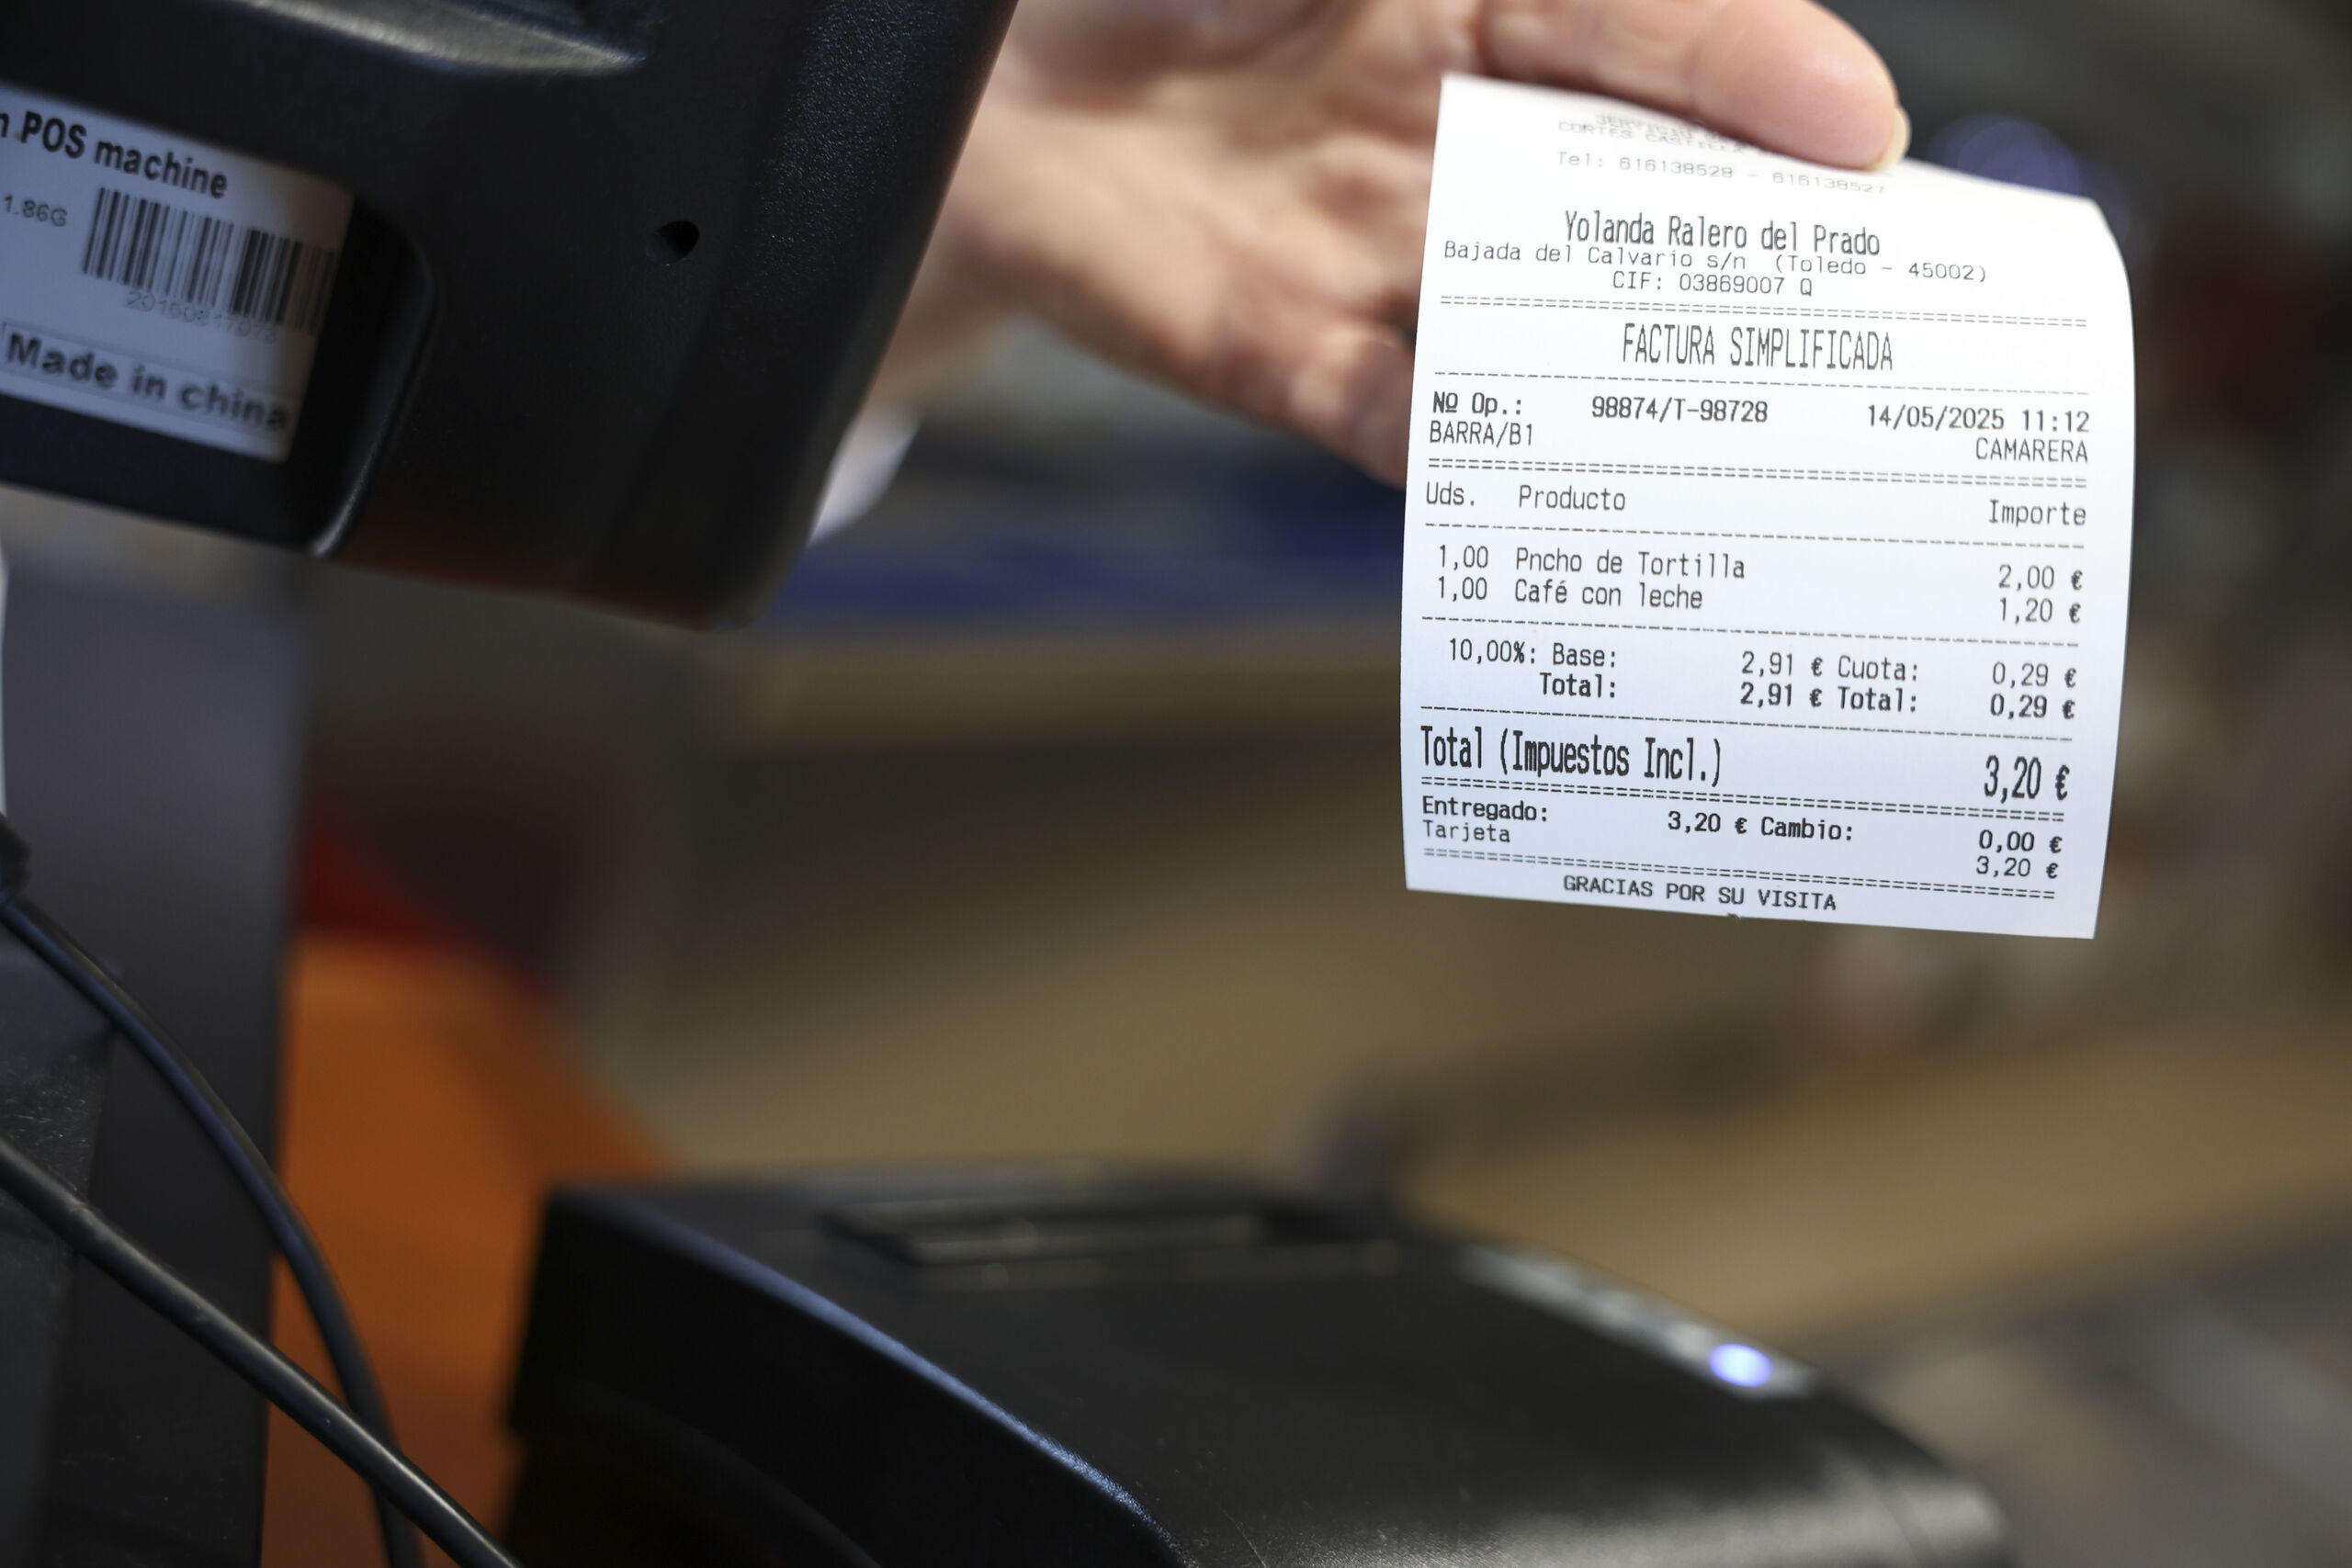 POS machine
1.86G
Made in china
CORTES CASTILLA
Tel: 616138528 - 616138527
Yolanda Ralero del Prado
Bajada del Calvario s/n (Toledo - 45002)
CIF: 03869007 Q
FACTURA SIMPLIFICADA
Nº Op.: 98874/T-98728 14/05/2025 11:12
BARRA/B1 CAMARERA
Uds. Producto Importe
1,00 Pncho de Tortilla 2,00 €
1,00 Café con leche 1,20 €
10,00%: Base: 2,91 € Cuota: 0,29 €
Total: 2,91 € Total: 0,29 €
Total (Impuestos Incl.) 3,20 €
Entregado: 3,20 € Cambio: 0,00 €
Tarjeta 3,20 €
GRACIAS POR SU VISITA